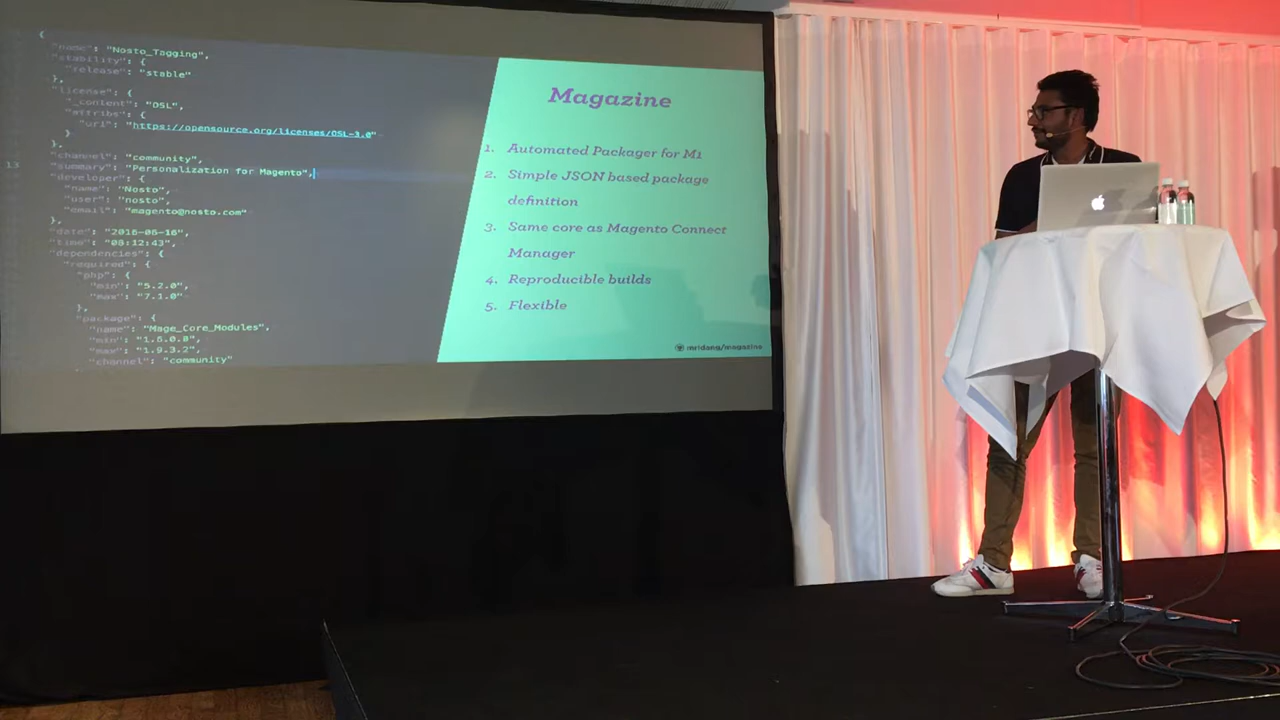 {
"name": "Nosto_Tagging",
"stability": {
"release": "stable"
},
"license": {
"_content": "OSL",
"attribs": {
"url": "https://opensource.org/licenses/OSL-3.0"
}
},
"channel": "community",
13 "summary": "Personalization for Magento",
"developer": {
"name": "Nosto",
"user": "nosto",
"email": "magento@nosto.com"
},
"date": "2016-06-16",
"time": "08:12:43",
"dependencies": {
"required": {
"php": {
"min": "5.2.0",
"max": "7.1.0"
},
"package": {
"name": "Mage_Core_Modules",
"min": "1.6.0.0",
"max": "1.9.3.2",
"channel": "community"
Magazine
1. Automated Packager for M1
2. Simple JSON based package
definition
3. Same core as Magento Connect
Manager
4. Reproducible builds
5. Flexible
mridang/magazine